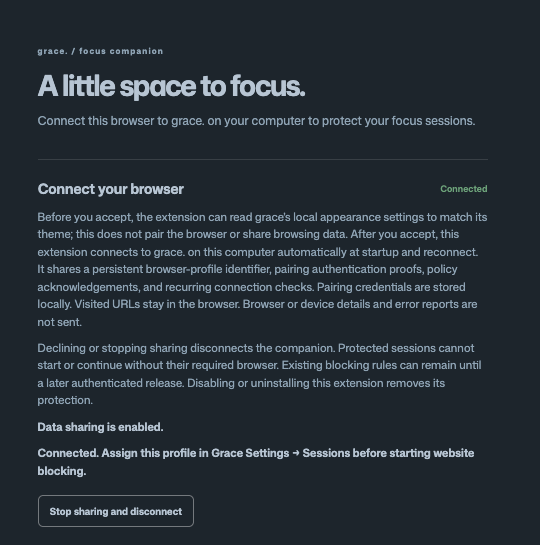 grace. / focus companion
A little space to focus.
Connect this browser to grace. on your computer to protect your focus sessions.
Connect your browser
Connected
Before you accept, the extension can read grace's local appearance settings to match its
theme; this does not pair the browser or share browsing data. After you accept, this
extension connects to grace. on this computer automatically at startup and reconnect.
It shares a persistent browser-profile identifier, pairing authentication proofs, policy
acknowledgements, and recurring connection checks. Pairing credentials are stored
locally. Visited URLs stay in the browser. Browser or device details and error reports are
not sent.
Declining or stopping sharing disconnects the companion. Protected sessions cannot
start or continue without their required browser. Existing blocking rules can remain until
a later authenticated release. Disabling or uninstalling this extension removes its
protection.
Data sharing is enabled.
Connected. Assign this profile in Grace Settings → Sessions before starting website
blocking.
Stop sharing and disconnect